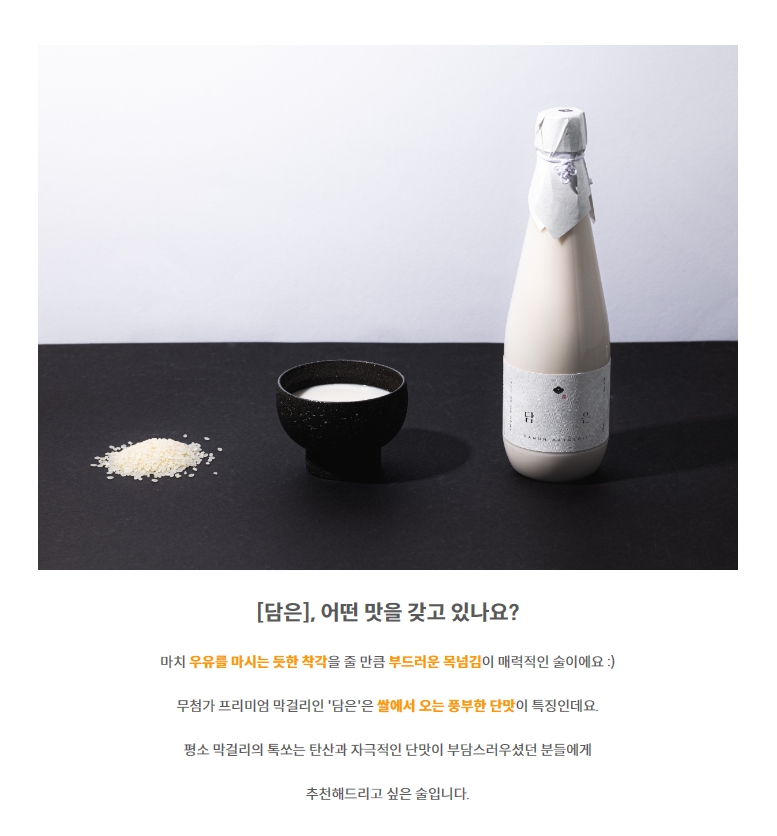 담은
[담은], 어떤 맛을 갖고 있나요?
마치 우유를 마시는 듯한 착각을 줄 만큼 부드러운 목넘김이 매력적인 술이에요 :)
무첨가 프리미엄 막걸리인 '담은'은 쌀에서 오는 풍부한 단맛이 특징인데요.
평소 막걸리의 톡쏘는 탄산과 자극적인 단맛이 부담스러우셨던 분들에게
추천해드리고 싶은 술입니다.